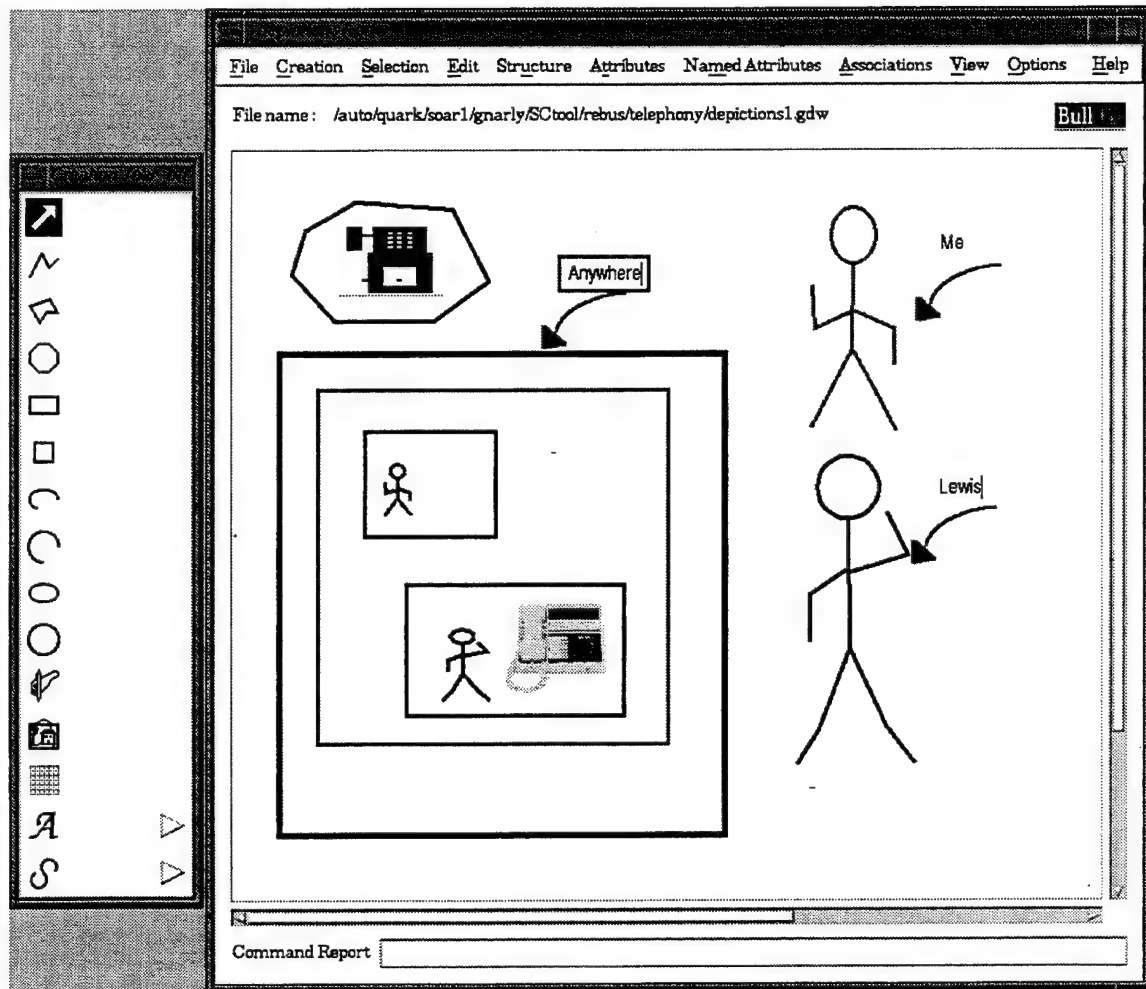 File Creation Selection Edit Structure Attributes Named Attributes Associations View Options Help
File name : /auto/quark/soar1/gnarly/SCtool/rebus/telephony/depictions1.gdw
Bull
Me
Anywhere
Lewis
A
S
Command Report